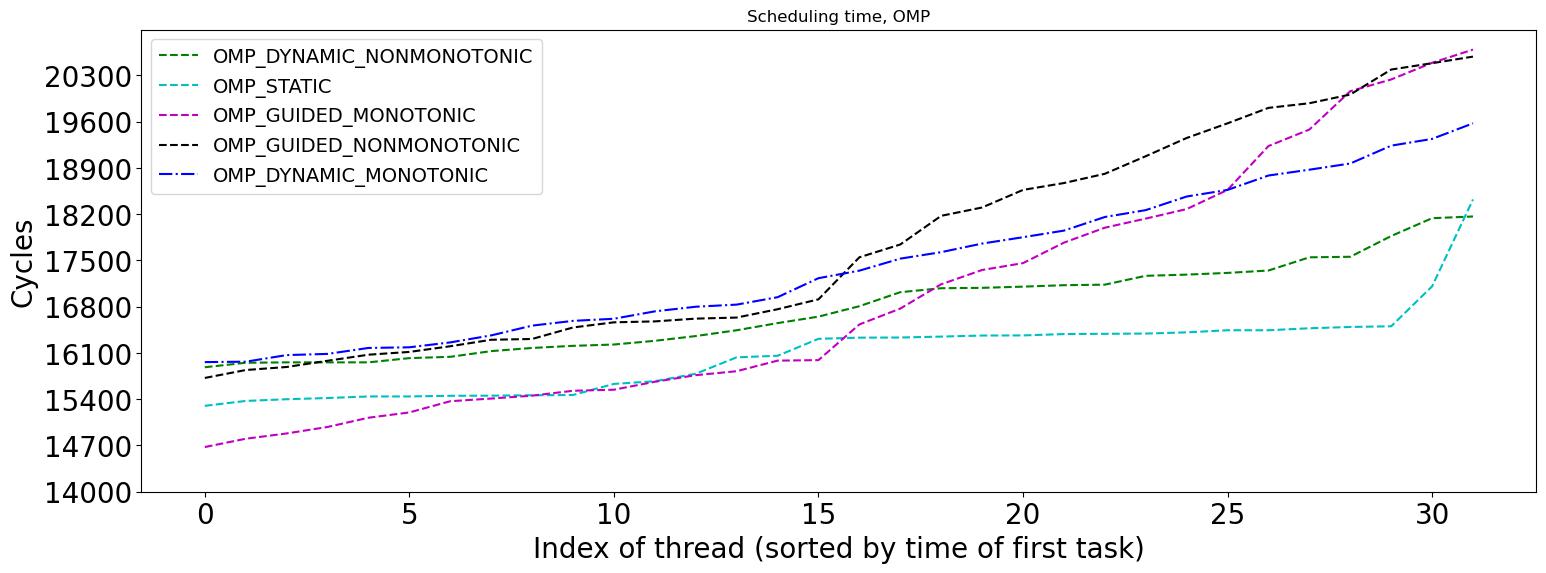 Scheduling time, OMP
OMP_DYNAMIC_NONMONOTONIC
OMP_STATIC
OMP_GUIDED_MONOTONIC
OMP_GUIDED_NONMONOTONIC
OMP_DYNAMIC_MONOTONIC
Cycles
20300
19600
18900
18200
17500
16800
16100
15400
14700
14000
0 5 10 15 20 25 30
Index of thread (sorted by time of first task)